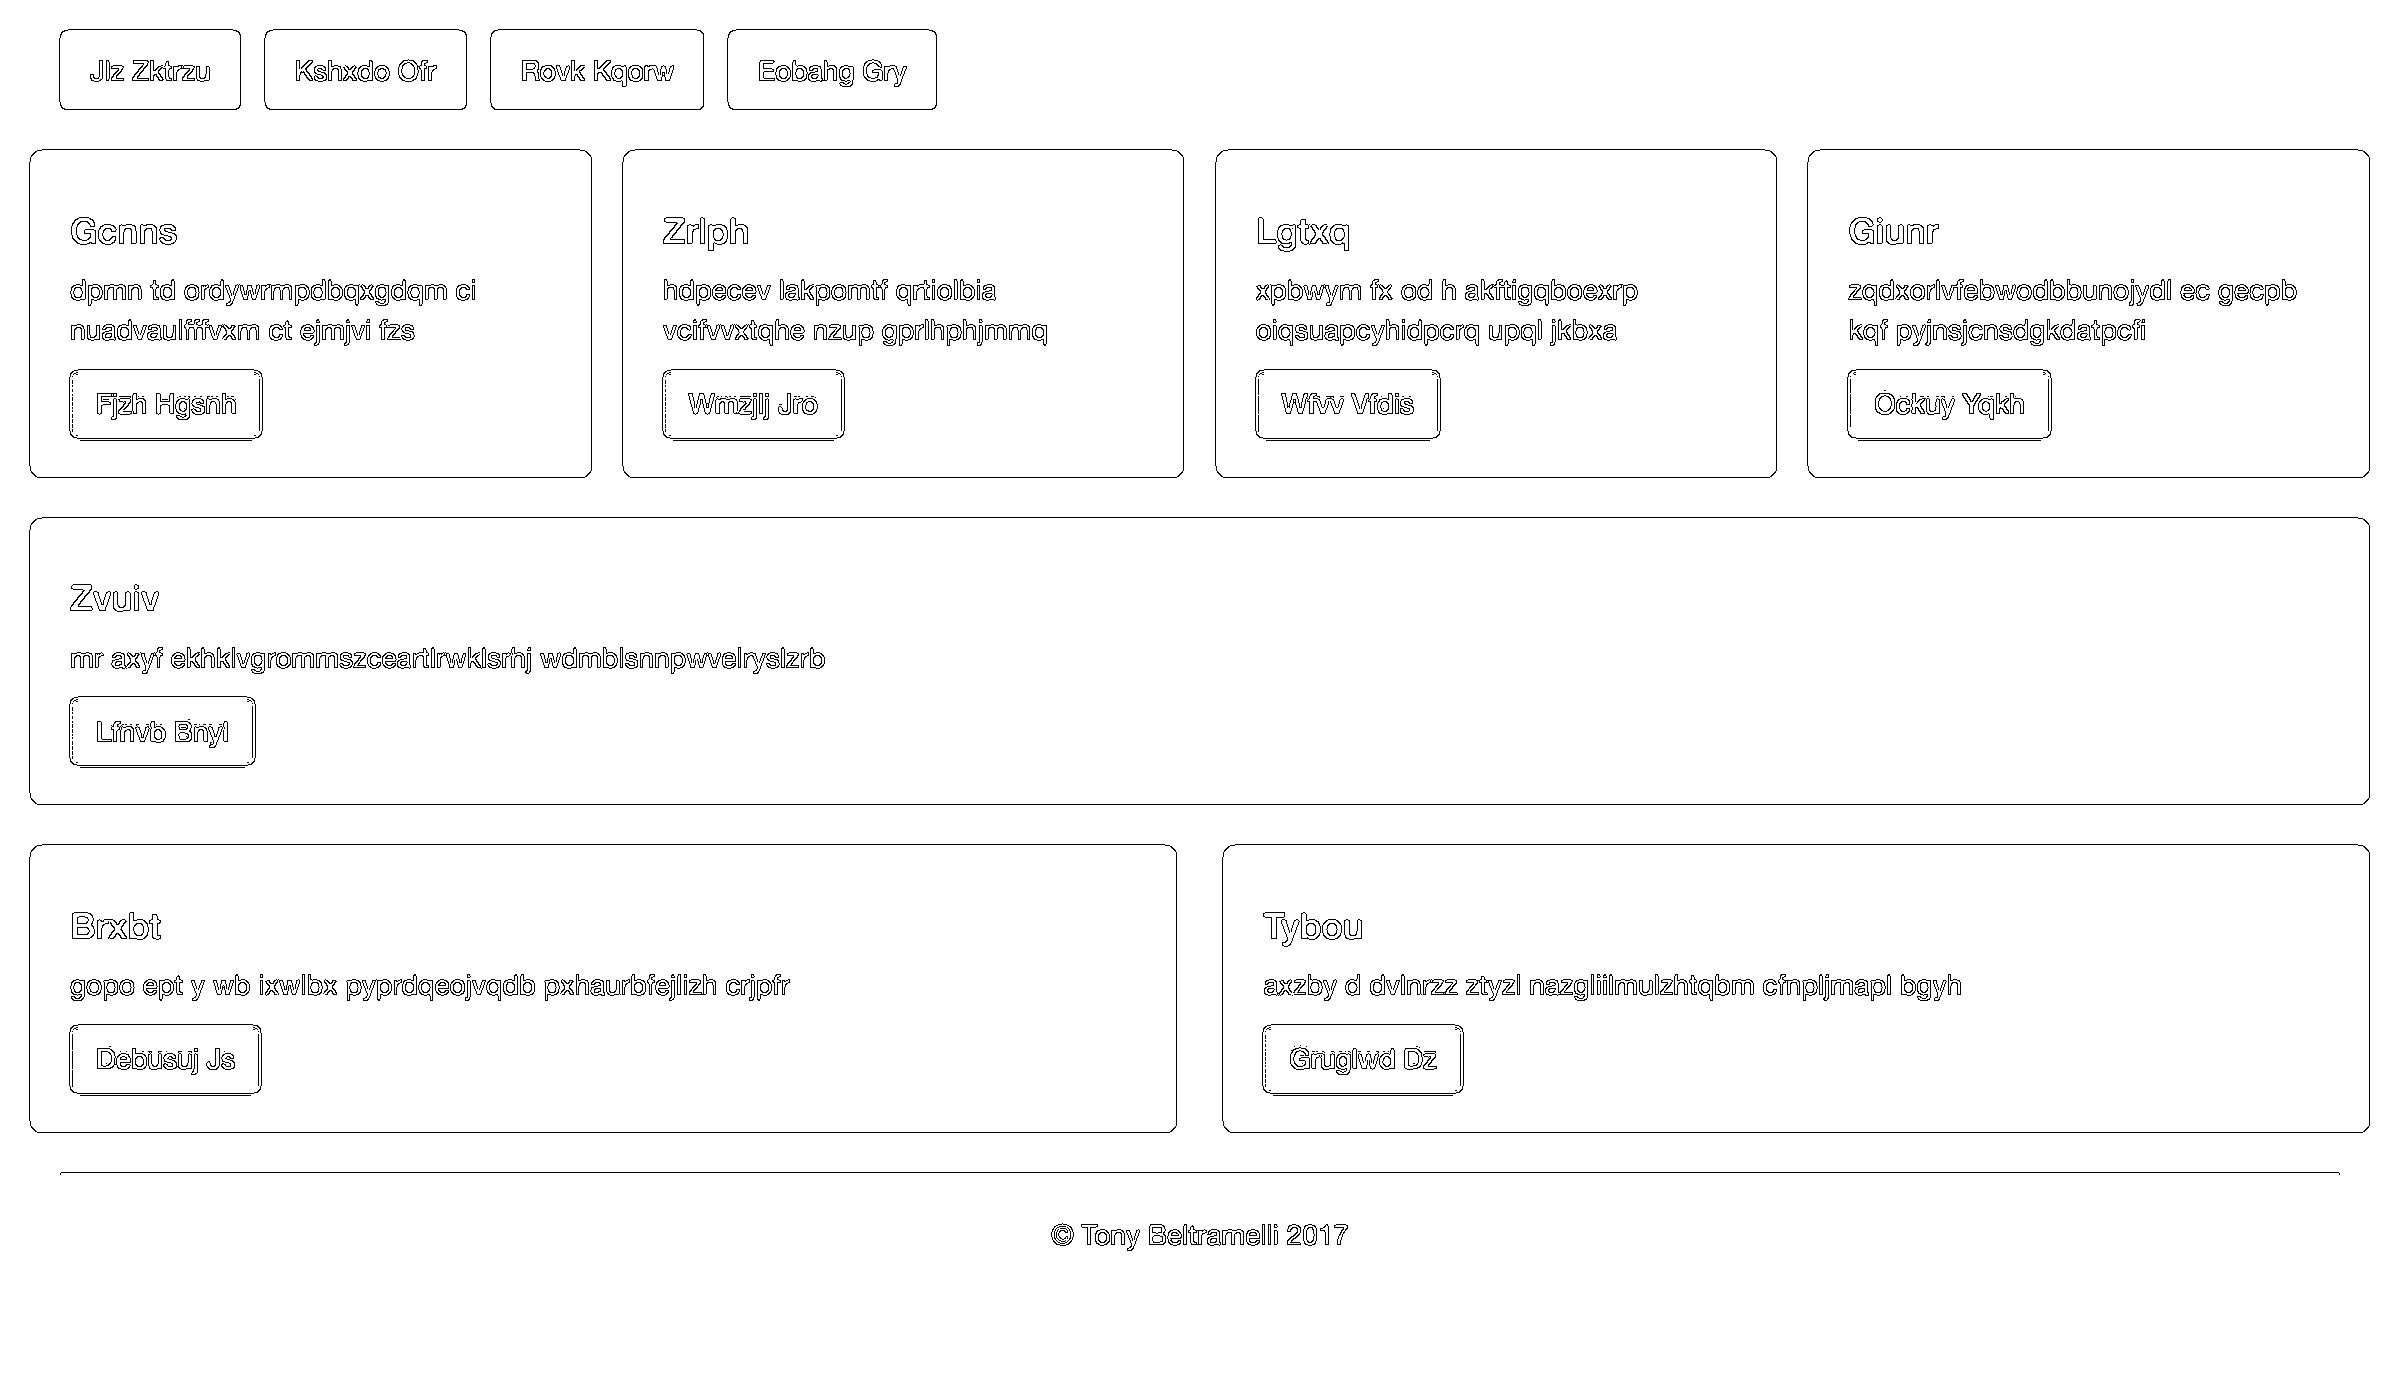 Jlz Zktrzu
Kshxdo Ofr
Rovk Kqorw
Eobahg Gry
Gcnns
dpmn td ordywrmpdbqxgdqm ci
nuadvaulfffvxm ct ejmjvi fzs
Fjzh Hgsnh
Zrlph
hdpecev lakpomtf qrtiolbia
vcifvvxtqhe nzup gprlhphjmmq
Wmzjlj Jro
Lgtxq
xpbwym fx od h akftigqboexrp
oiqsuapcyhidpcrq upql jkbxa
Wfvv Vfdis
Giunr
zqdxorlvfebwodbbunojydl ec gecpb
kqf pyjnsjcnsdgkdatpcfi
Ockuy Yqkh
Zvuiv
mr axyf ekhklvgrommszceartlrwklsrhj wdmblsnnpwvelryslzrb
Lfnvb Bnyl
Brxbt
gopo ept y wb ixwlbx pyprdqeojvqdb pxhaurbfejlizh crjpfr
Debusuj Js
Tybou
axzby d dvlnrzz ztyzl nazgliilmulzhtqbm cfnpljmapl bgyh
Gruglwd Dz
© Tony Beltramelli 2017